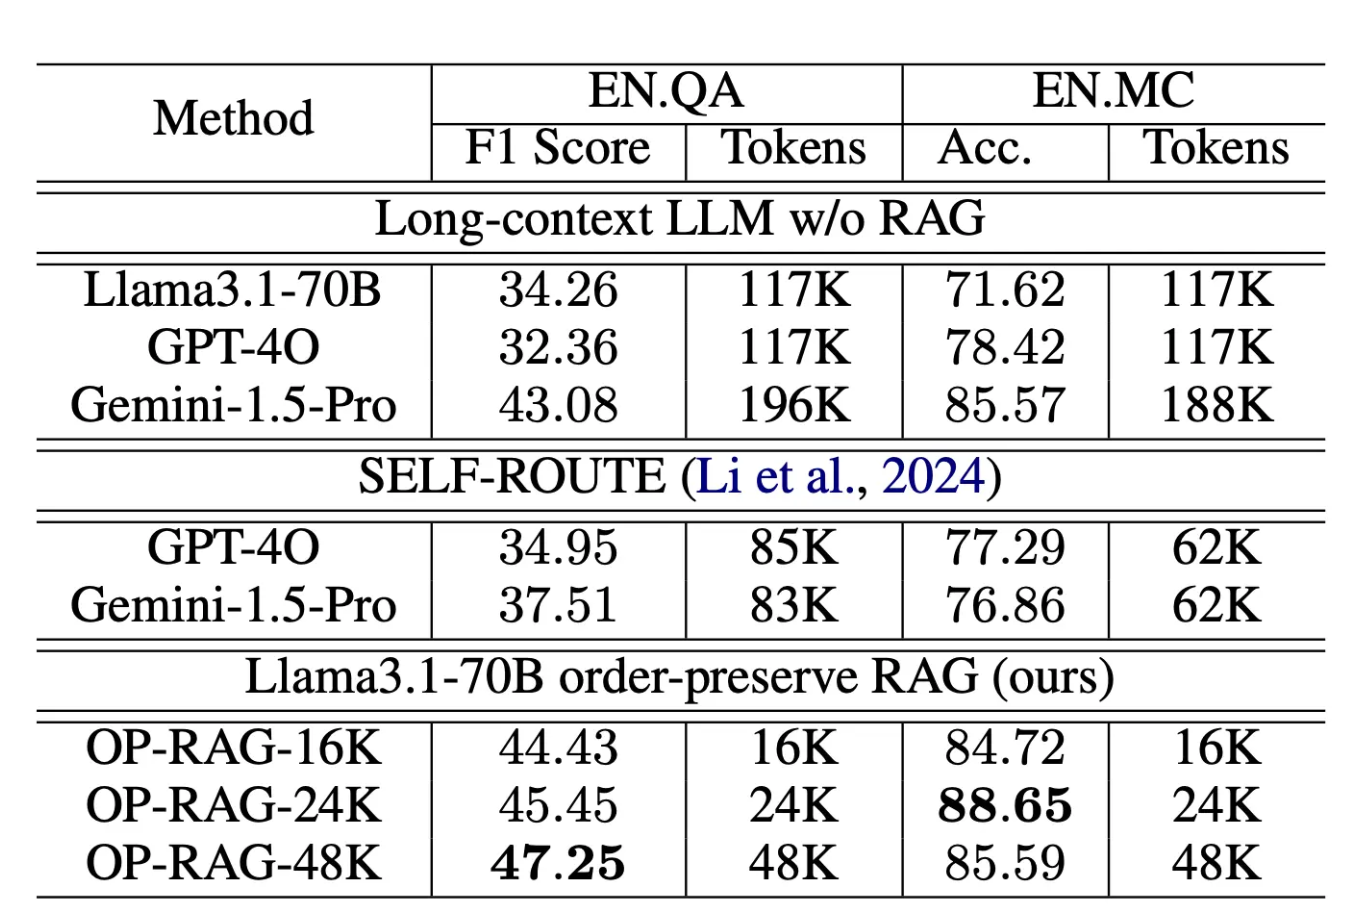 Method EN.QA EN.MC
F1 Score Tokens Acc. Tokens
Long-context LLM w/o RAG
Llama3.1-70B 34.26 117K 71.62 117K
GPT-4O 32.36 117K 78.42 117K
Gemini-1.5-Pro 43.08 196K 85.57 188K
SELF-ROUTE (Li et al., 2024)
GPT-4O 34.95 85K 77.29 62K
Gemini-1.5-Pro 37.51 83K 76.86 62K
Llama3.1-70B order-preserve RAG (ours)
OP-RAG-16K 44.43 16K 84.72 16K
OP-RAG-24K 45.45 24K 88.65 24K
OP-RAG-48K 47.25 48K 85.59 48K